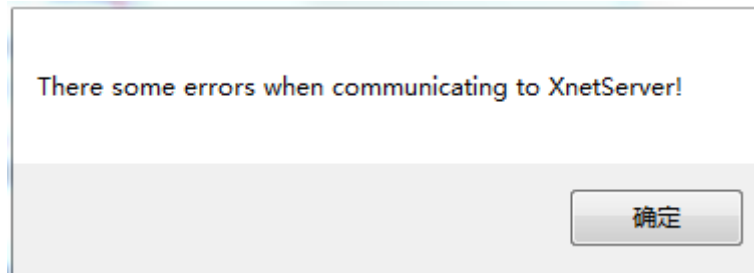 There some errors when communicating to XnetServer!
确定